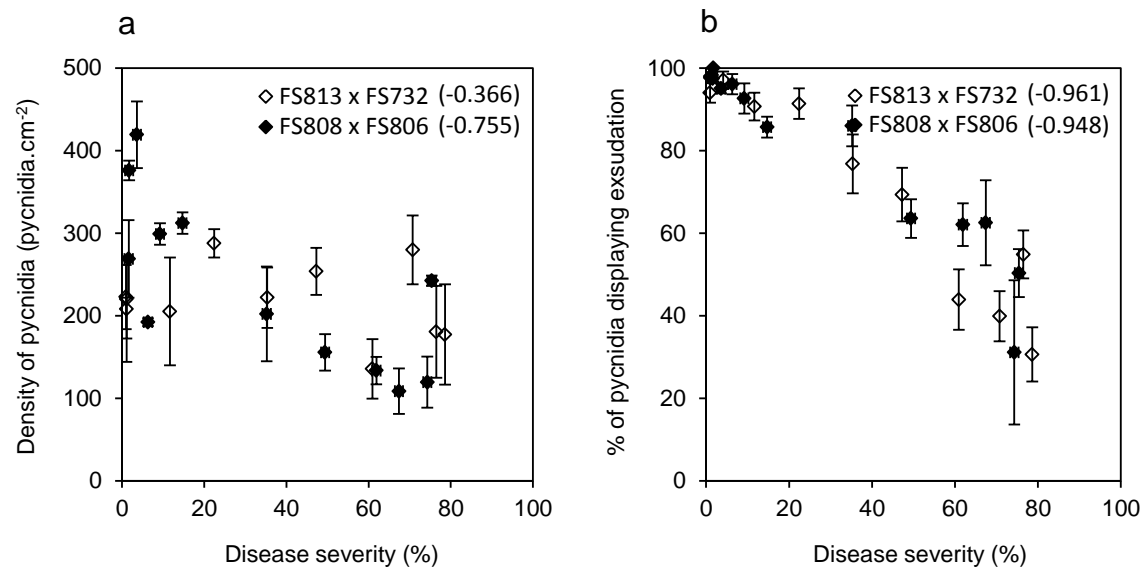 a
500
400
300
200
100
0
0 20 40 60 80 100
Density of pycnidia (pycnidia.cm⁻²)
Disease severity (%)
FS813 x FS732 (-0.366)
FS808 x FS806 (-0.755)
b
100
80
60
40
20
0
0 20 40 60 80 100
% of pycnidia displaying exsudation
Disease severity (%)
FS813 x FS732 (-0.961)
FS808 x FS806 (-0.948)